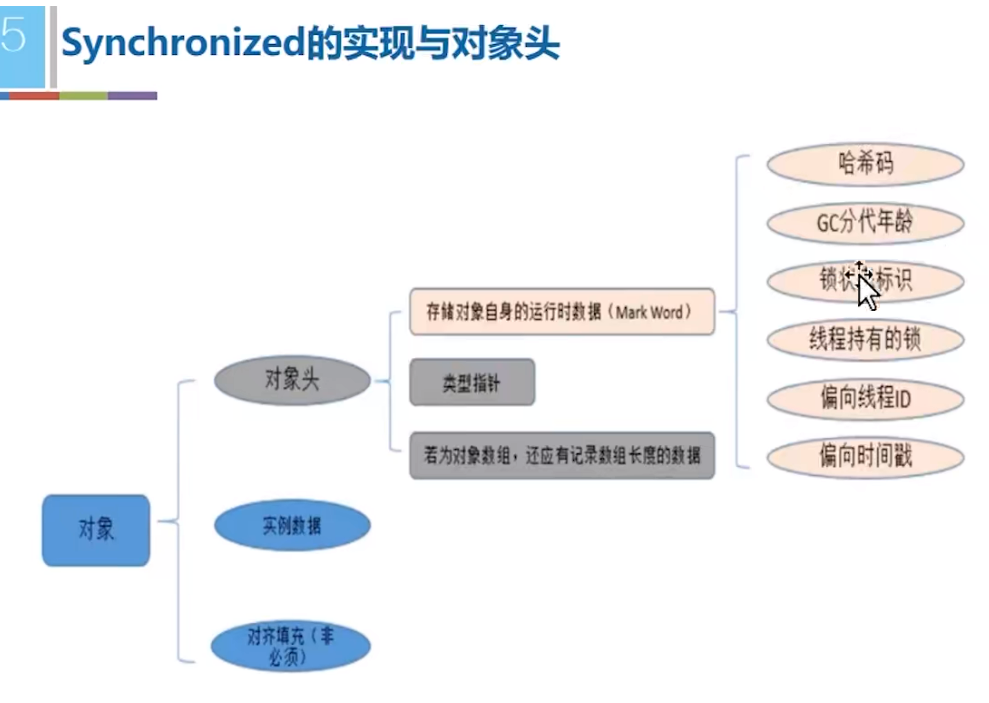 5
Synchronized的实现与对象头
哈希码
GC分代年龄
锁状 标识
存储对象自身的运行时数据（Mark Word）
线程持有的锁
对象头
类型指针
偏向线程ID
若为对象数组，还应有记录数组长度的数据
偏向时间戳
对象
实例数据
对齐填充（非
必须）